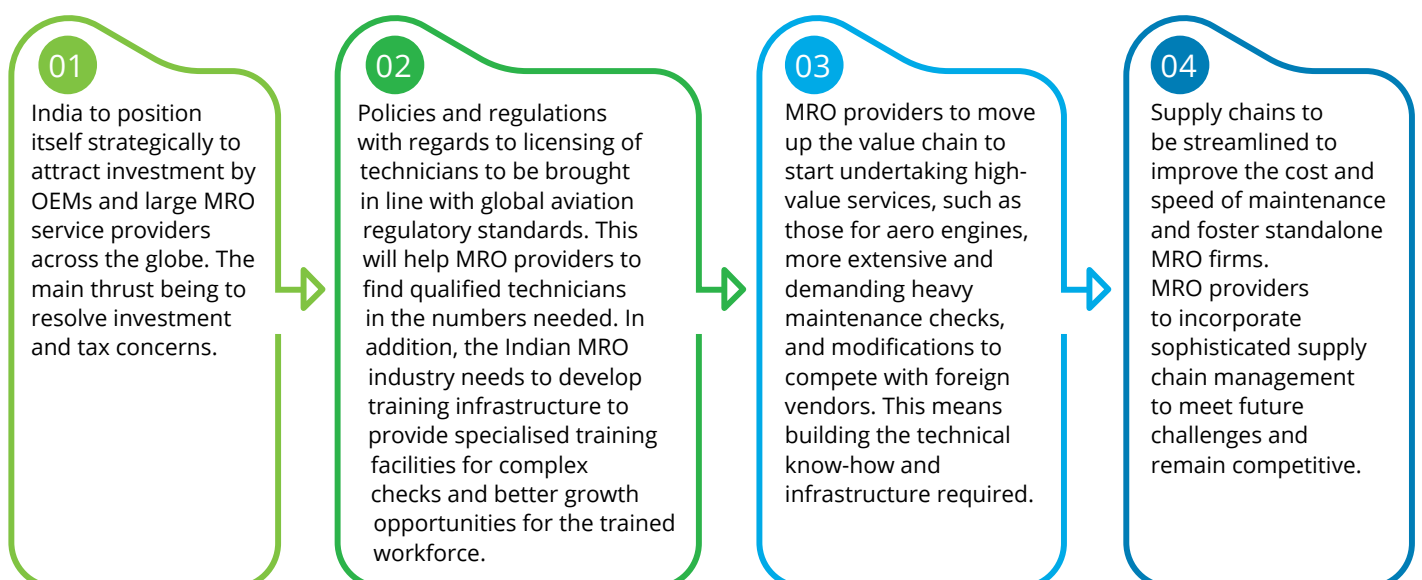 01
India to position
itself strategically to
attract investment by
OEMs and large MRO
service providers
across the globe. The
main thrust being to
resolve investment
and tax concerns.
02
Policies and regulations
with regards to licensing of
technicians to be brought
in line with global aviation
regulatory standards. This
will help MRO providers to
find qualified technicians
in the numbers needed. In
addition, the Indian MRO
industry needs to develop
training infrastructure to
provide specialised training
facilities for complex
checks and better growth
opportunities for the trained
workforce.
03
MRO providers to move
up the value chain to
start undertaking high-
value services, such as
those for aero engines,
more extensive and
demanding heavy
maintenance checks,
and modifications to
compete with foreign
vendors. This means
building the technical
know-how and
infrastructure required.
04
Supply chains to
be streamlined to
improve the cost and
speed of maintenance
and foster standalone
MRO firms.
MRO providers
to incorporate
sophisticated supply
chain management
to meet future
challenges and
remain competitive.